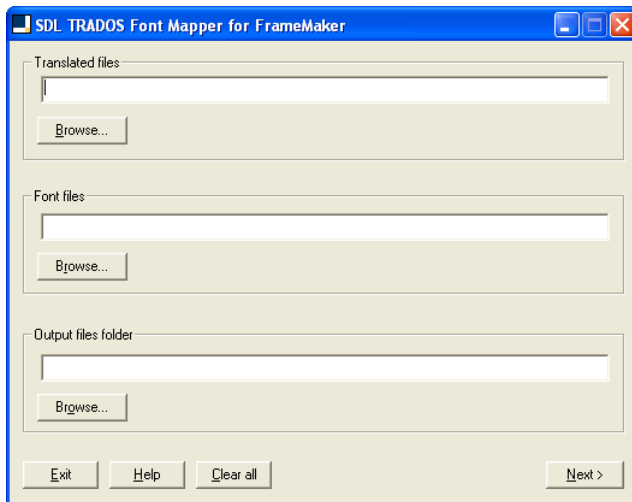 SDL TRADOS Font Mapper for FrameMaker
Translated files
Browse...
Font files
Browse...
Output files folder
Browse...
Exit Help Clear all Next >